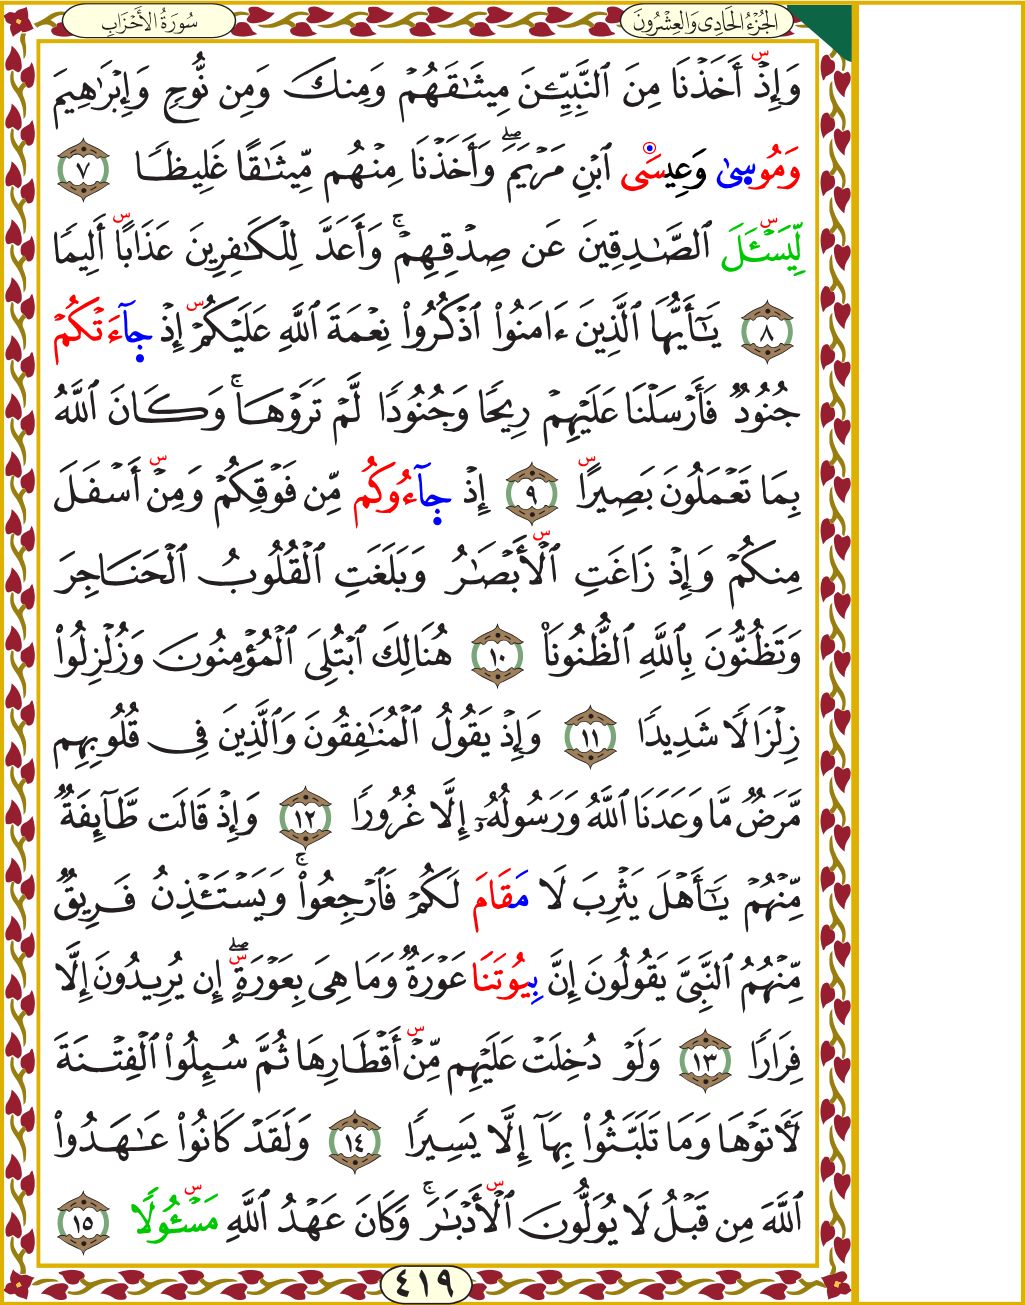 الجُزْءُ الحَادِى وَالعِشْرُونَ
سُورَةُ الأَحْزَابِ
وَإِذْ أَخَذْنَا مِنَ ٱلنَّبِيِّـۧنَ مِيثَـٰقَهُمْ وَمِنكَ وَمِن نُّوحٍ وَإِبْرَٰهِيمَ
وَمُوسِىٰ وَعِيسَى ٱبْنِ مَرْيَمَ ۖ وَأَخَذْنَا مِنْهُم مِّيثَـٰقًا غَلِيظًا ٧
لِّيَسْـَٔلَ ٱلصَّـٰدِقِينَ عَن صِدْقِهِمْ ۚ وَأَعَدَّ لِلْكَـٰفِرِينَ عَذَابًا أَلِيمًا
٨ يَـٰٓأَيُّهَا ٱلَّذِينَ ءَامَنُوا۟ ٱذْكُرُوا۟ نِعْمَةَ ٱللَّهِ عَلَيْكُمْ إِذْ جَآءَتْكُمْ
جُنُودٌ فَأَرْسَلْنَا عَلَيْهِمْ رِيحًا وَجُنُودًا لَّمْ تَرَوْهَا ۚ وَكَانَ ٱللَّهُ
بِمَا تَعْمَلُونَ بَصِيرًا ٩ إِذْ جَآءُوكُم مِّن فَوْقِكُمْ وَمِنْ أَسْفَلَ
مِنكُمْ وَإِذْ زَاغَتِ ٱلْأَبْصَـٰرُ وَبَلَغَتِ ٱلْقُلُوبُ ٱلْحَنَاجِرَ
وَتَظُنُّونَ بِٱللَّهِ ٱلظُّنُونَا۠ ١٠ هُنَالِكَ ٱبْتُلِىَ ٱلْمُؤْمِنُونَ وَزُلْزِلُوا۟
زِلْزَالًا شَدِيدًا ١١ وَإِذْ يَقُولُ ٱلْمُنَـٰفِقُونَ وَٱلَّذِينَ فِى قُلُوبِهِم
مَّرَضٌ مَّا وَعَدَنَا ٱللَّهُ وَرَسُولُهُۥٓ إِلَّا غُرُورًا ١٢ وَإِذْ قَالَت طَّآئِفَةٌ
مِّنْهُمْ يَـٰٓأَهْلَ يَثْرِبَ لَا مَقَامَ لَكُمْ فَٱرْجِعُوا۟ ۚ وَيَسْتَـْٔذِنُ فَرِيقٌ
مِّنْهُمُ ٱلنَّبِىَّ يَقُولُونَ إِنَّ بِيُوتَنَا عَوْرَةٌ وَمَا هِىَ بِعَوْرَةٍ ۖ إِن يُرِيدُونَ إِلَّا
فِرَارًا ١٣ وَلَوْ دُخِلَتْ عَلَيْهِم مِّنْ أَقْطَارِهَا ثُمَّ سُئِلُوا۟ ٱلْفِتْنَةَ
لَـَٔاتَوْهَا وَمَا تَلَبَّثُوا۟ بِهَآ إِلَّا يَسِيرًا ١٤ وَلَقَدْ كَانُوا۟ عَـٰهَدُوا۟
ٱللَّهَ مِن قَبْلُ لَا يُوَلُّونَ ٱلْأَدْبَـٰرَ ۚ وَكَانَ عَهْدُ ٱللَّهِ مَسْـُٔولًا ١٥
٤١٩